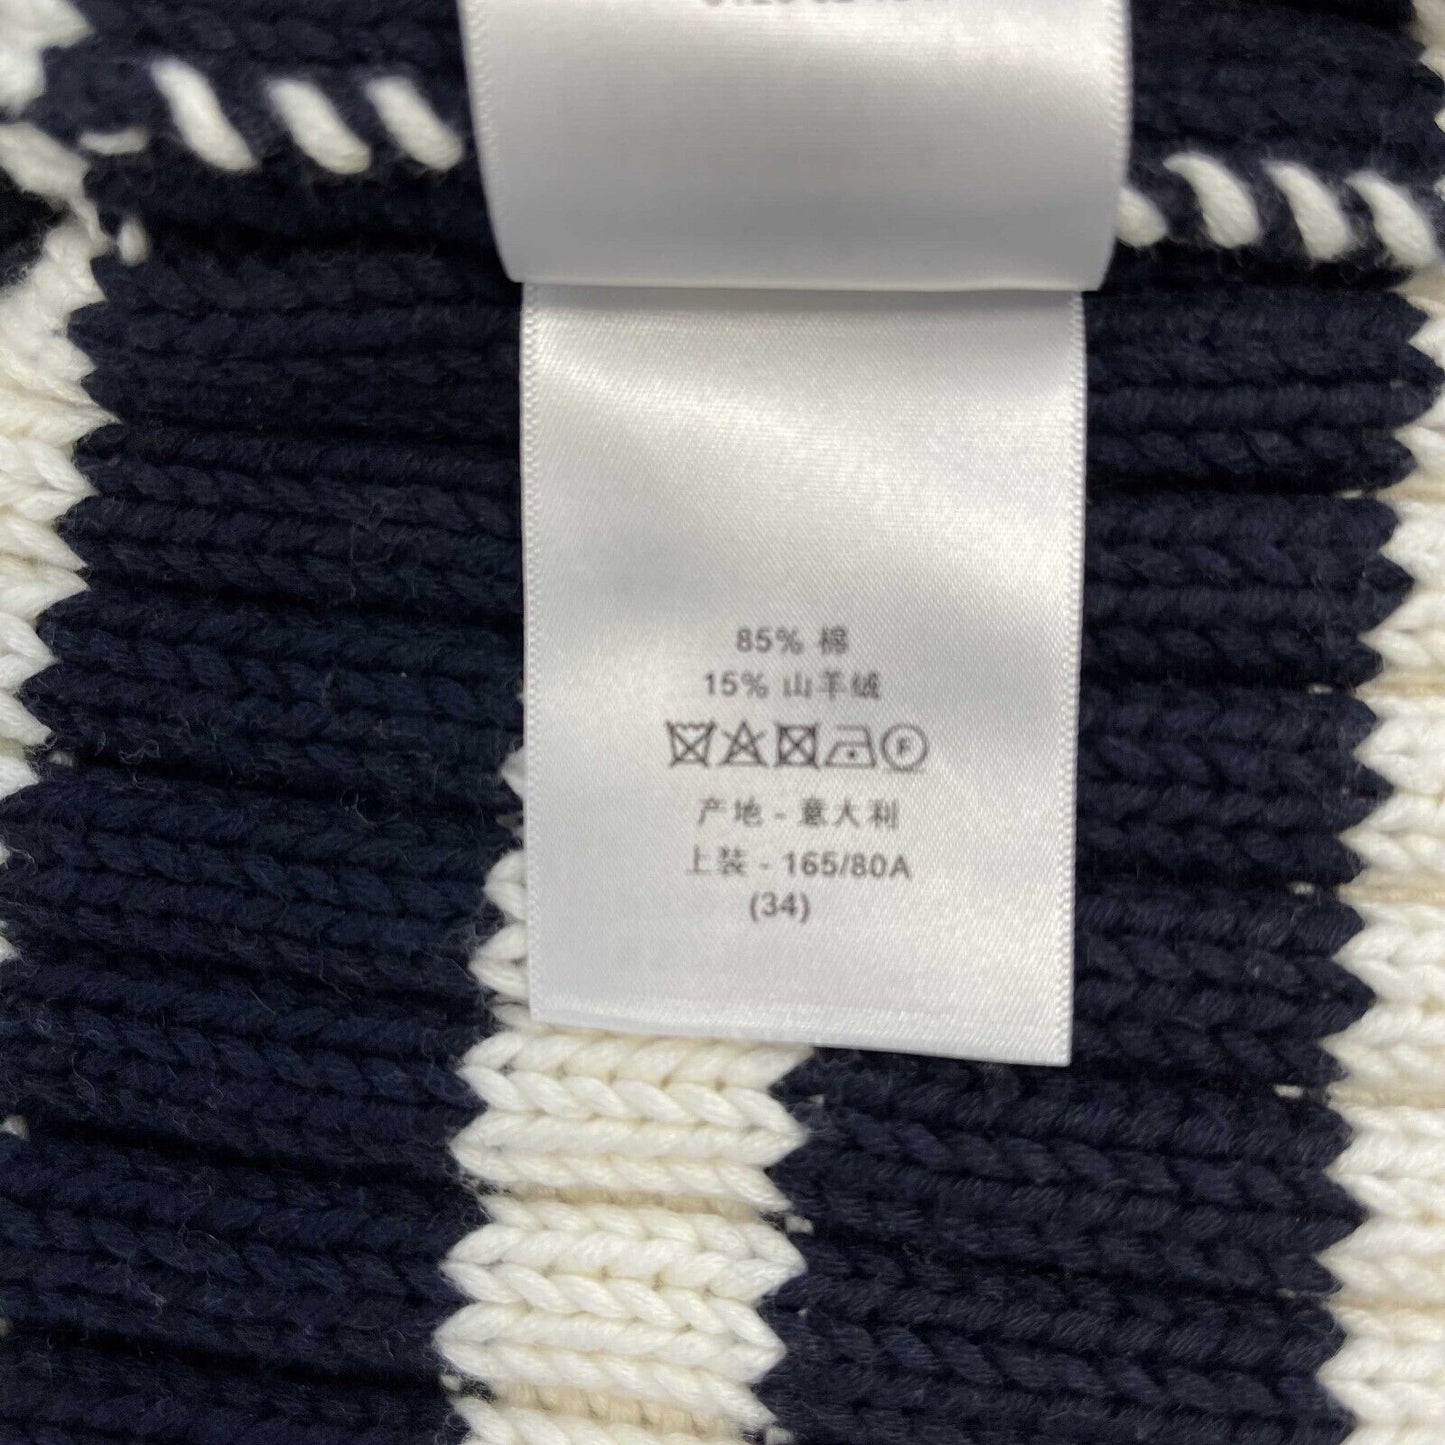 85% 棉
15% 山羊绒
F
产地 - 意大利
上装 - 165/80A
(34)